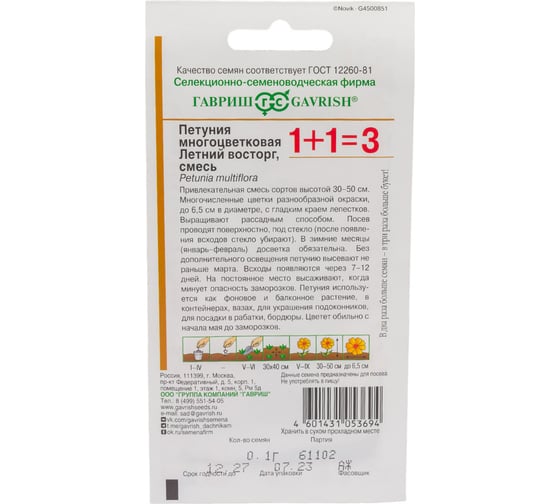 ©Novik · G4500851
Качество семян соответствует ГОСТ 12260-81
Селекционно-семеноводческая фирма
ГАВРИШ GAVRISH®
Петуния
многоцветковая
Летний восторг,
смесь
Petunia multiflora
1+1=3
Привлекательная смесь сортов высотой 30–50 см.
Многочисленные цветки разнообразной окраски,
до 6,5 см в диаметре, с гладким краем лепестков.
Выращивают рассадным способом. Посев
проводят поверхностно, под стекло (после появле-
ния всходов стекло убирают). В зимние месяцы
(январь–февраль) досветка обязательна. Без
дополнительного освещения петунию высевают не
раньше марта. Всходы появляются через 7–12
дней. На постоянное место высаживают, когда
минует опасность заморозков. Петуния использу-
ется как фоновое и балконное растение, в
контейнерах, вазах, для украшения подоконников,
для посадки в рабатки, бордюры. Цветет обильно с
начала мая до заморозков.
В два раза больше семян – в три раза больше букет!
I–IV – V–VI 30x40 см V–IX 30–50 см до 6,5 см
Россия, 111399, г. Москва,
пр-кт Федеративный, д. 5, корп. 1,
помещение 1, этаж 1, комн. 5, Рм 5д
ООО "ГРУППА КОМПАНИЙ "ГАВРИШ"
Тел.: 8 (499) 551-54-05
www.gavrishseeds.ru
e-mail: sad@gavrish.ru
vk.com/gavrishsemena
t.me/gavrish_dachnikam
ok.ru/semenafirm
Данные семена предназначены для посева
Не употреблять в пищу!
4 601431 053694
Хранить в сухом прохладном месте
Кол-во семян Партия
0.1г 61102
12.27 07.23 АЖ
Срок годности до Дата упаковки Фасовщик